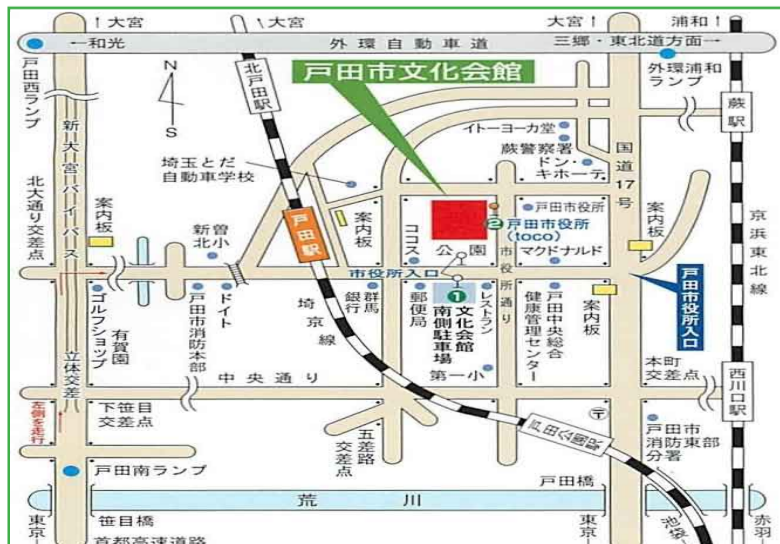 ↑大宮
↑大宮
大宮↑
浦和↑
←和光
外環自動車道
三郷・東北道方面→
戸田西ランプ
N
S
北戸田駅
戸田市文化会館
外環浦和
ランプ
蕨駅
イトーヨーカ堂
蕨警察署
ドン・
キホーテ
国道17号
新大宮バイパス
埼玉とだ
自動車学校
北大通り交差点
案内板
新曽
北小
戸田駅
案内板
ココス
公園
2
戸田市役所
戸田市役所
(toco)
マクドナルド
案内板
京浜東北線
市役所入口
市役所通り
戸田市役所入口
ゴルフショップ
有賀園
戸田市消防本部
ドイト
埼京線
群馬
銀行
郵便局
1
文化会館
南側駐車場
レストラン
戸田中央総合
健康管理センター
案内板
立体交差
中央通り
第一小
本町
交差点
西川口駅
左側を走行
下笹目
交差点
五差路
交差点
戸田公園駅
〒
戸田市
消防東部
分署
戸田南ランプ
戸田橋
荒川
東京←
笹目橋
首都高速道路
東京←
池袋
赤羽